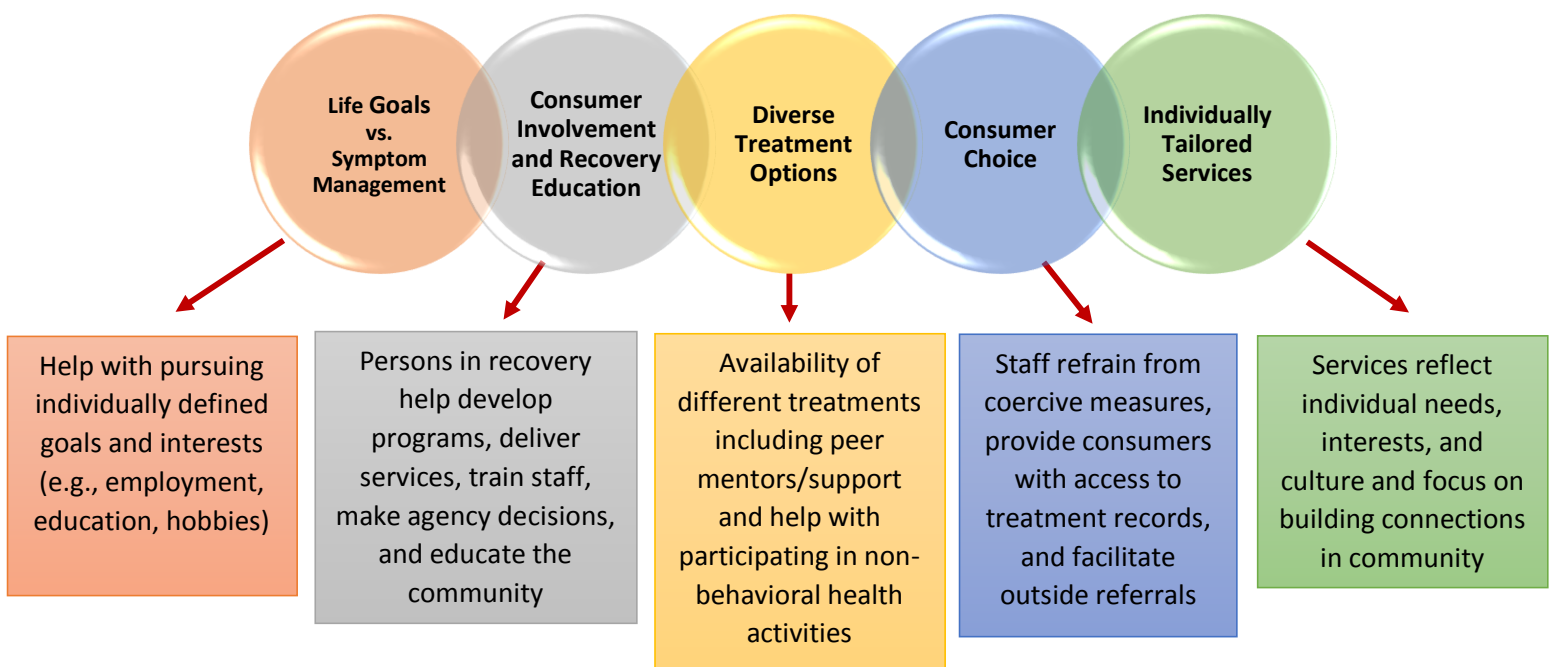 Life Goals
vs.
Symptom
Management
Consumer
Involvement
and Recovery
Education
Diverse
Treatment
Options
Consumer
Choice
Individually
Tailored
Services
Help with pursuing
individually defined
goals and interests
(e.g., employment,
education, hobbies)
Persons in recovery
help develop
programs, deliver
services, train staff,
make agency decisions,
and educate the
community
Availability of
different treatments
including peer
mentors/support
and help with
participating in non-
behavioral health
activities
Staff refrain from
coercive measures,
provide consumers
with access to
treatment records,
and facilitate
outside referrals
Services reflect
individual needs,
interests, and
culture and focus on
building connections
in community